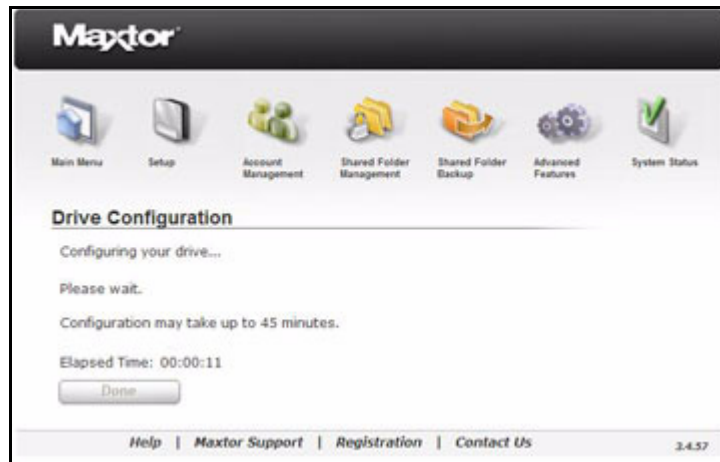 Maxtor
Main Menu
Setup
Account Management
Shared Folder Management
Shared Folder Backup
Advanced Features
System Status
Drive Configuration
Configuring your drive...
Please wait.
Configuration may take up to 45 minutes.
Elapsed Time: 00:00:11
Done
Help | Maxtor Support | Registration | Contact Us
2.4.57